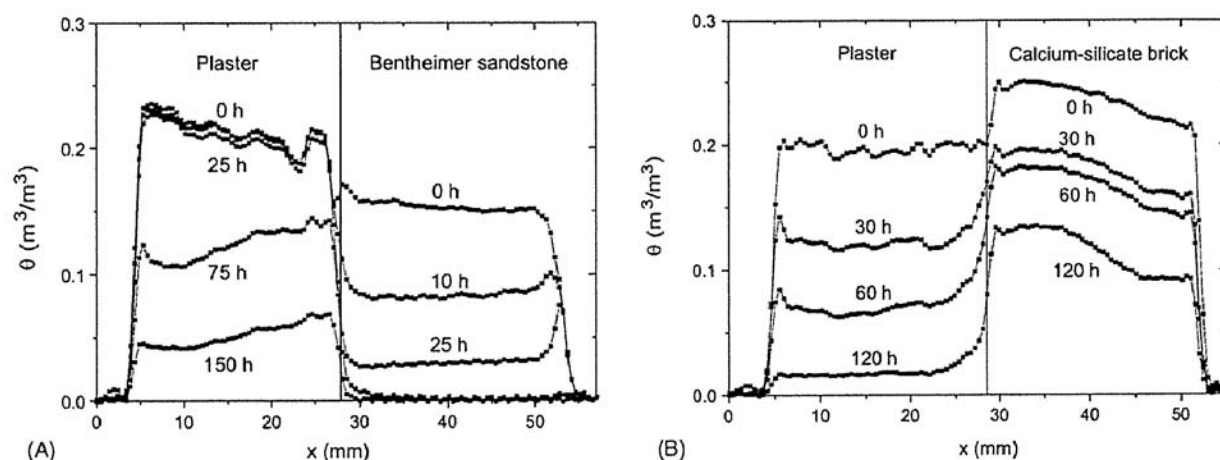 0.3
0.2
0.1
0.0
θ (m³/m³)
Plaster
Bentheimer sandstone
0 h
25 h
75 h
150 h
0 h
10 h
25 h
0 10 20 30 40 50
x (mm)
(A)
0.3
0.2
0.1
0.0
θ (m³/m³)
Plaster
Calcium-silicate brick
0 h
30 h
60 h
120 h
0 h
30 h
60 h
120 h
0 10 20 30 40 50
x (mm)
(B)